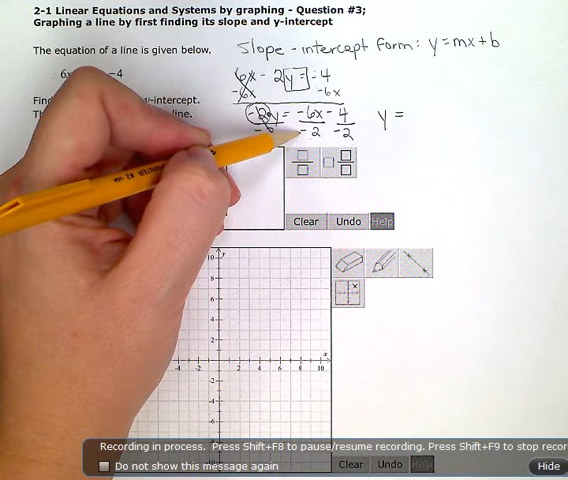 2-1 Linear Equations and Systems by graphing - Question #3;
Graphing a line by first finding its slope and y-intercept
The equation of a line is given below.
Slope - intercept form: y=mx+b
6x -4
6x - 2y = -4
-6x -6x
Find y-intercept.
line.
-2y = -6x - 4 y =
-2 -2
Clear Undo Help
y
10
8
6
4
2
x
-4 -2 2 4 6 8 10
-2
-4
-6
Recording in process. Press Shift+F8 to pause/resume recording. Press Shift+F9 to stop recor
Do not show this message again Clear Undo Help Hide